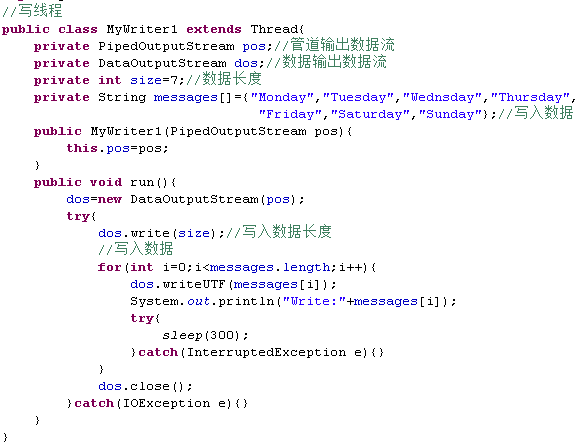 //写线程
public class MyWriter1 extends Thread{
    private PipedOutputStream pos;//管道输出数据流
    private DataOutputStream dos;//数据输出数据流
    private int size=7;//数据长度
    private String messages[]={"Monday","Tuesday","Wednsday","Thursday",
                               "Friday","Saturday","Sunday"};//写入数据
    public MyWriter1(PipedOutputStream pos){
        this.pos=pos;
    }
    public void run(){
        dos=new DataOutputStream(pos);
        try{
            dos.write(size);//写入数据长度
            //写入数据
            for(int i=0;i<messages.length;i++){
                dos.writeUTF(messages[i]);
                System.out.println("Write:"+messages[i]);
                try{
                    sleep(300);
                }catch(InterruptedException e){}
            }
            dos.close();
        }catch(IOException e){}
    }
}